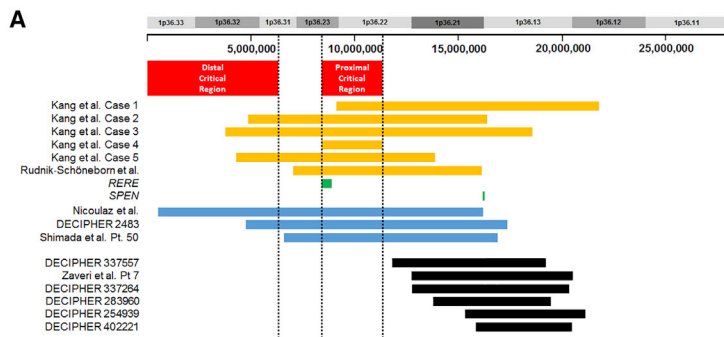 A
1p36.33 1p36.32 1p36.31 1p36.23 1p36.22 1p36.21 1p36.13 1p36.12 1p36.11
5,000,000 10,000,000 15,000,000 20,000,000 25,000,000
Distal Proximal
Critical Critical
Region Region
Kang et al. Case 1
Kang et al. Case 2
Kang et al. Case 3
Kang et al. Case 4
Kang et al. Case 5
Rudnik-Schöneborn et al.
RERE
SPEN
Nicoulaz et al.
DECIPHER 2483
Shimada et al. Pt. 50
DECIPHER 337557
Zaveri et al. Pt 7
DECIPHER 337264
DECIPHER 283960
DECIPHER 254939
DECIPHER 402221